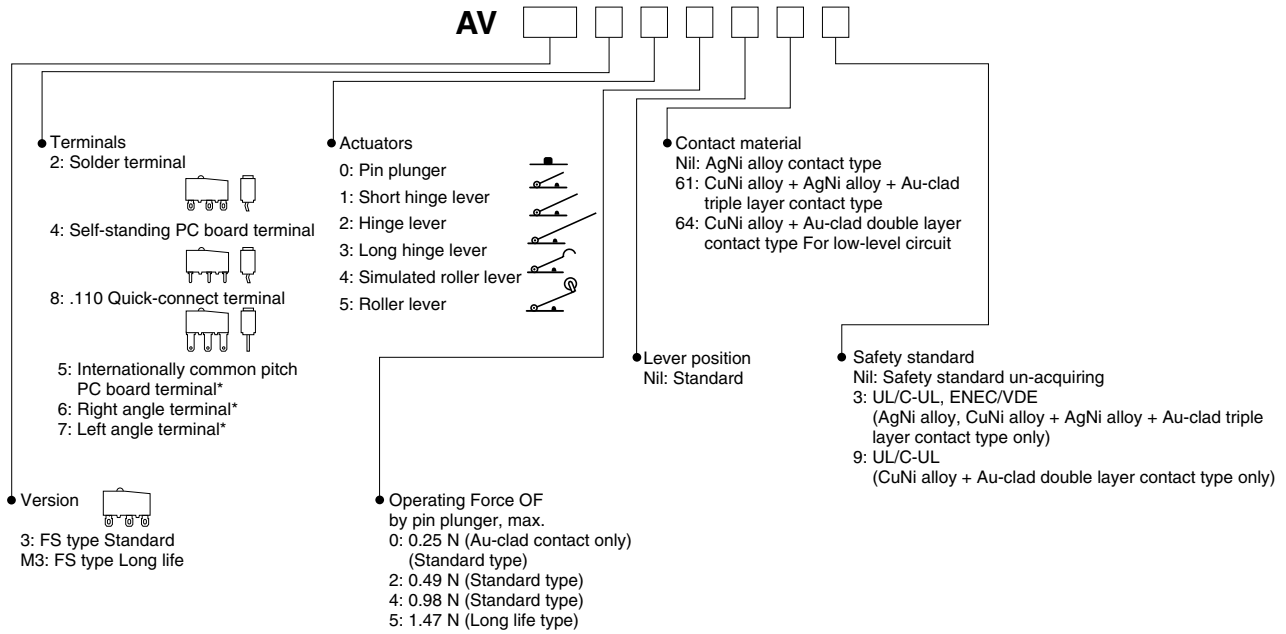 AV
Terminals
2: Solder terminal
4: Self-standing PC board terminal
8: .110 Quick-connect terminal
5: Internationally common pitch
PC board terminal*
6: Right angle terminal*
7: Left angle terminal*
Actuators
0: Pin plunger
1: Short hinge lever
2: Hinge lever
3: Long hinge lever
4: Simulated roller lever
5: Roller lever
Contact material
Nil: AgNi alloy contact type
61: CuNi alloy + AgNi alloy + Au-clad
triple layer contact type
64: CuNi alloy + Au-clad double layer
contact type For low-level circuit
Lever position
Nil: Standard
Safety standard
Nil: Safety standard un-acquiring
3: UL/C-UL, ENEC/VDE
(AgNi alloy, CuNi alloy + AgNi alloy + Au-clad triple
layer contact type only)
9: UL/C-UL
(CuNi alloy + Au-clad double layer contact type only)
Version
3: FS type Standard
M3: FS type Long life
Operating Force OF
by pin plunger, max.
0: 0.25 N (Au-clad contact only)
(Standard type)
2: 0.49 N (Standard type)
4: 0.98 N (Standard type)
5: 1.47 N (Long life type)